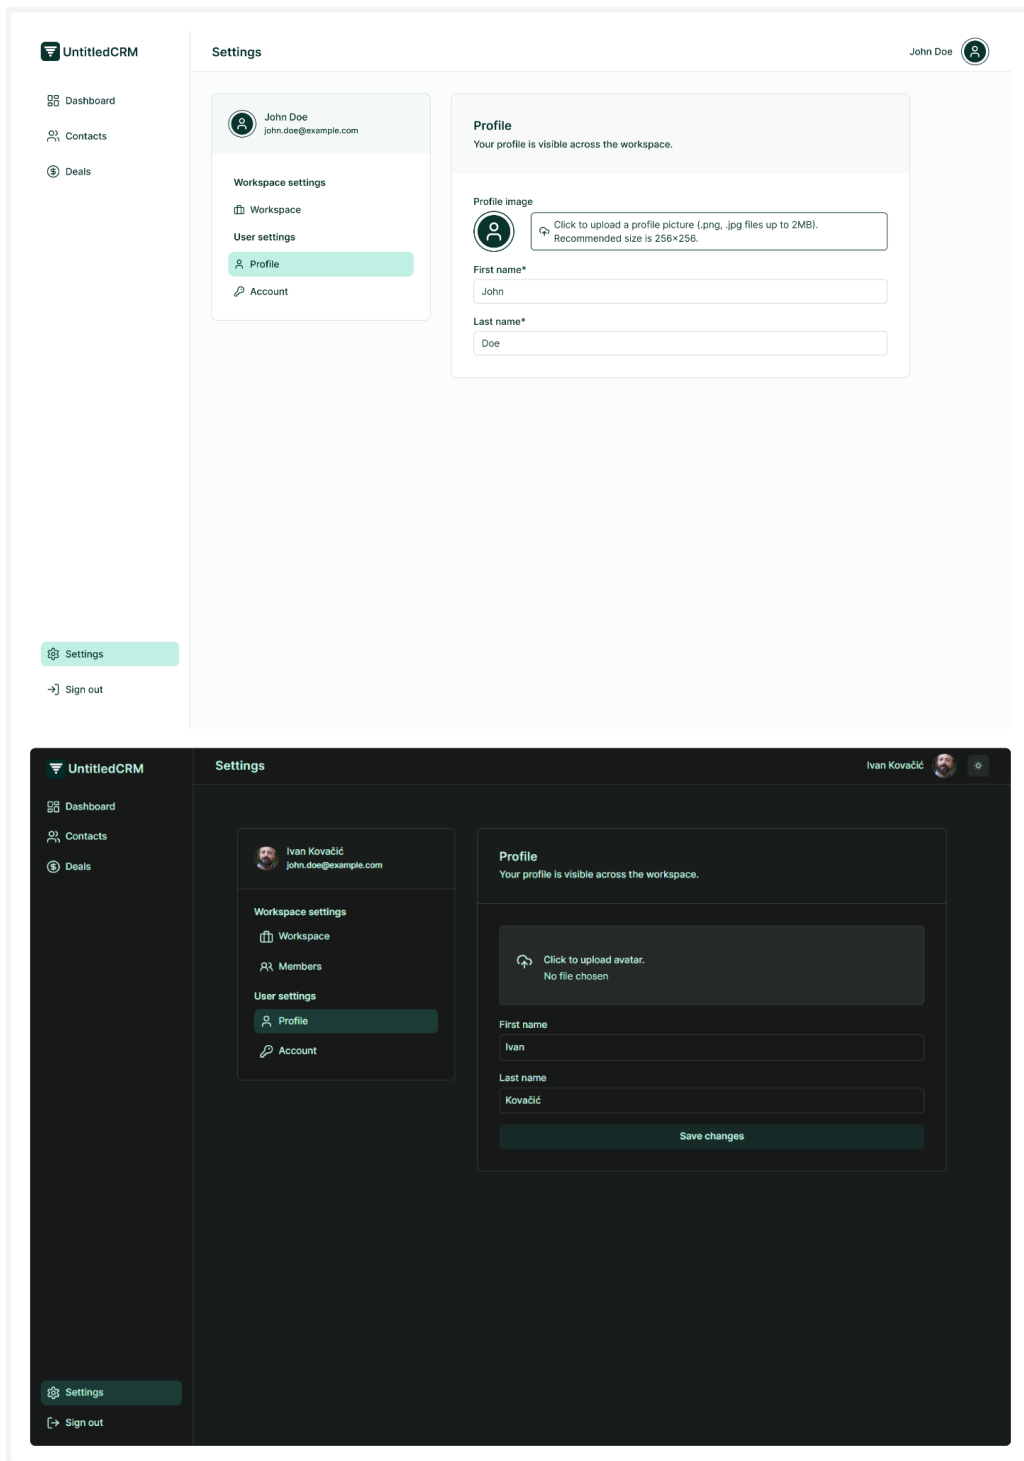 UntitledCRM
Settings
John Doe
Dashboard
Contacts
Deals
John Doe
john.doe@example.com
Workspace settings
Workspace
User settings
Profile
Account
Profile
Your profile is visible across the workspace.
Profile image
Click to upload a profile picture (.png, .jpg files up to 2MB).
Recommended size is 256×256.
First name*
John
Last name*
Doe
Settings
Sign out
UntitledCRM
Settings
Ivan Kovačić
Dashboard
Contacts
Deals
Ivan Kovačić
john.doe@example.com
Workspace settings
Workspace
Members
User settings
Profile
Account
Profile
Your profile is visible across the workspace.
Click to upload avatar.
No file chosen
First name
Ivan
Last name
Kovačić
Save changes
Settings
Sign out